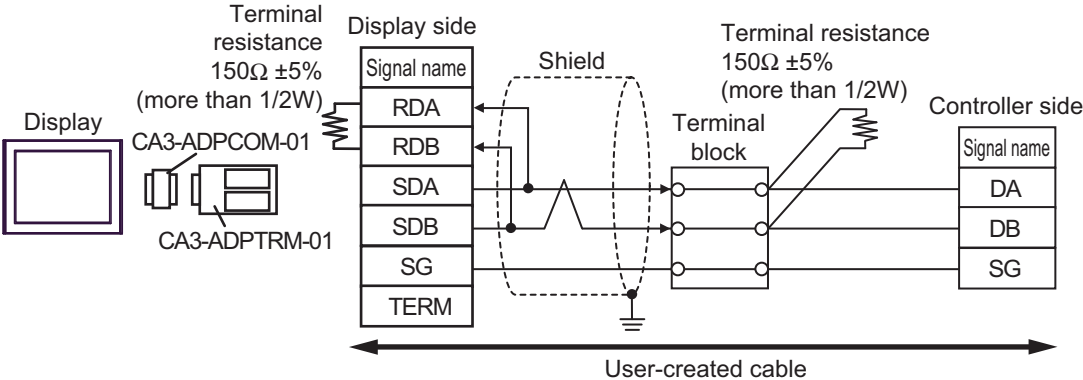 Terminal
resistance
150Ω ±5%
(more than 1/2W)
Display side
Signal name
RDA
RDB
SDA
SDB
SG
TERM
Display
CA3-ADPCOM-01
CA3-ADPTRM-01
Shield
Terminal resistance
150Ω ±5%
(more than 1/2W)
Terminal
block
Controller side
Signal name
DA
DB
SG
User-created cable